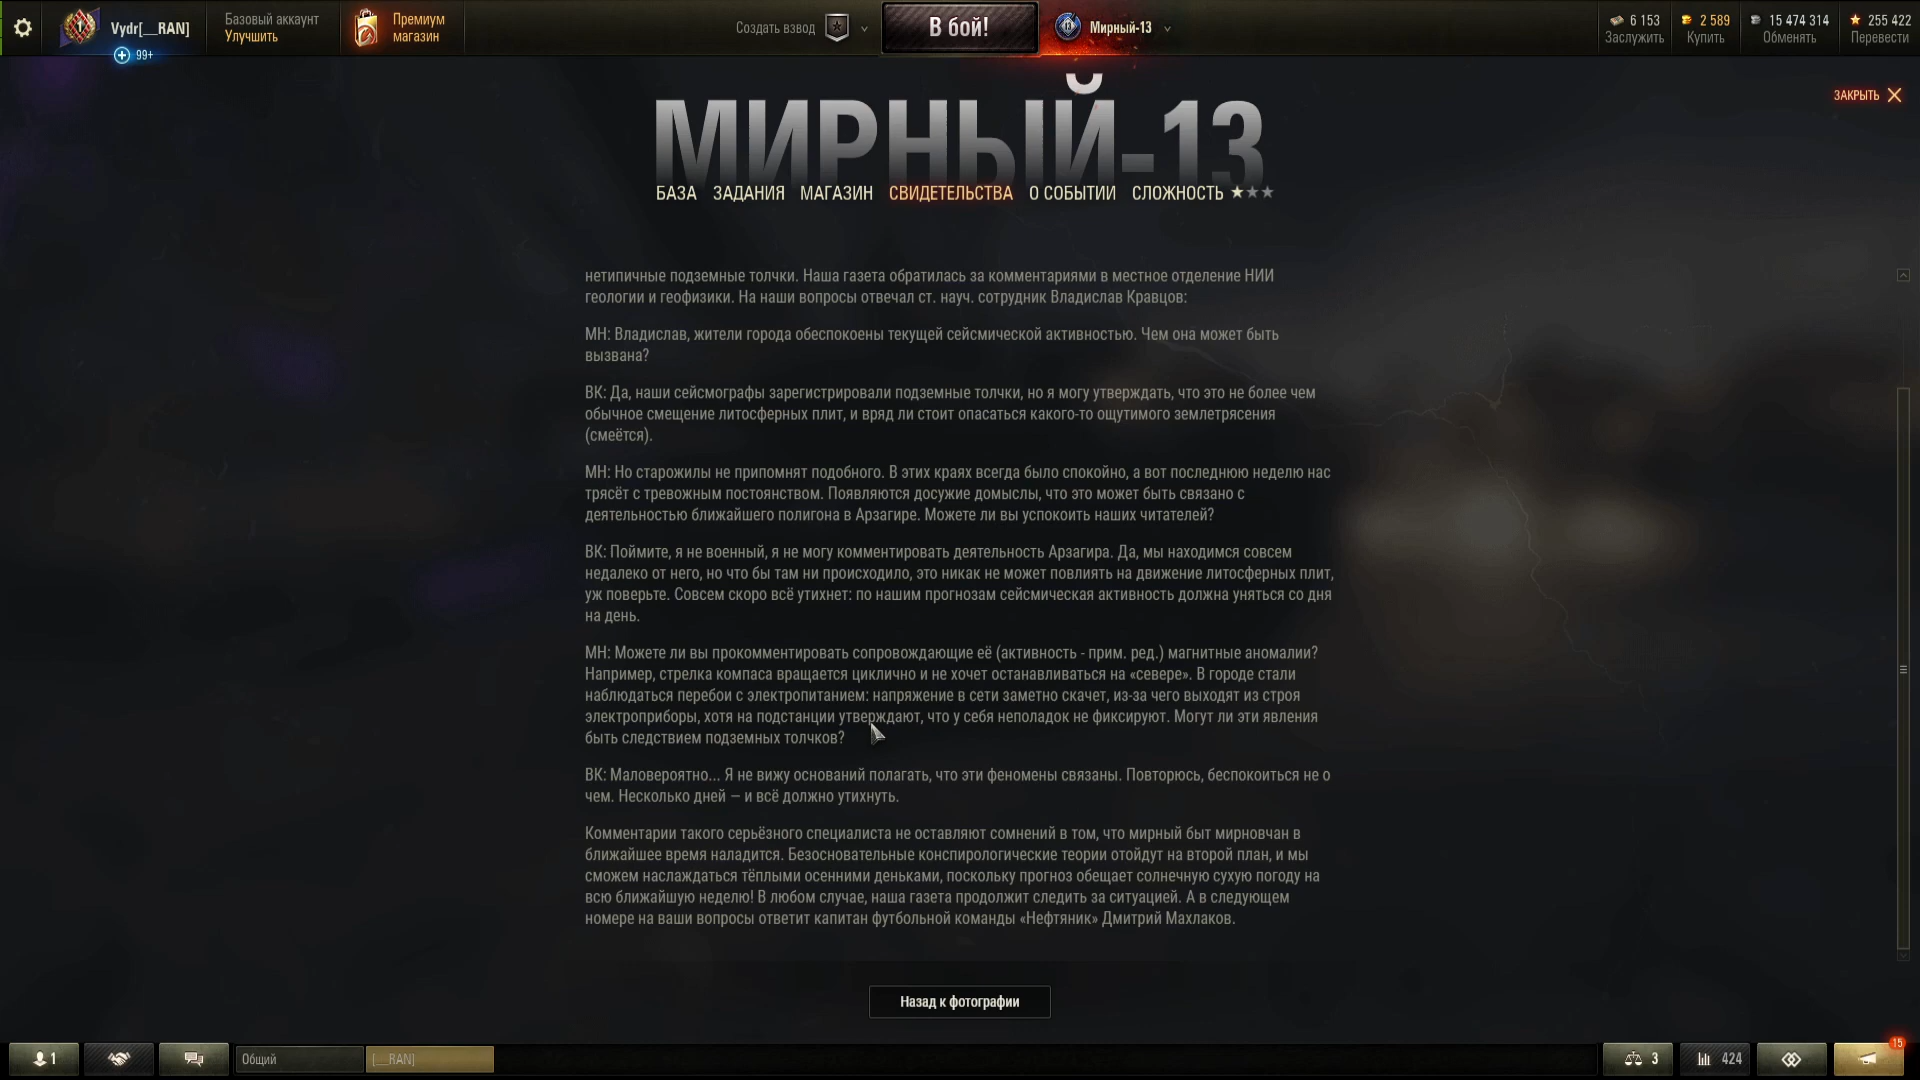 Vydr[__RAN]
99+
Базовый аккаунт
Улучшить
Премиум
магазин
Создать взвод
В бой!
Мирный-13
6 153
Заслужить
2 589
Купить
15 474 314
Обменять
255 422
Перевести
МИРНЫЙ-13
ЗАКРЫТЬ
БАЗА ЗАДАНИЯ МАГАЗИН СВИДЕТЕЛЬСТВА О СОБЫТИИ СЛОЖНОСТЬ
нетипичные подземные толчки. Наша газета обратилась за комментариями в местное отделение НИИ
геологии и геофизики. На наши вопросы отвечал ст. науч. сотрудник Владислав Кравцов:
МН: Владислав, жители города обеспокоены текущей сейсмической активностью. Чем она может быть
вызвана?
ВК: Да, наши сейсмографы зарегистрировали подземные толчки, но я могу утверждать, что это не более чем
обычное смещение литосферных плит, и вряд ли стоит опасаться какого-то ощутимого землетрясения
(смеётся).
МН: Но старожилы не припомнят подобного. В этих краях всегда было спокойно, а вот последнюю неделю нас
трясёт с тревожным постоянством. Появляются досужие домыслы, что это может быть связано с
деятельностью ближайшего полигона в Арзагире. Можете ли вы успокоить наших читателей?
ВК: Поймите, я не военный, я не могу комментировать деятельность Арзагира. Да, мы находимся совсем
недалеко от него, но что бы там ни происходило, это никак не может повлиять на движение литосферных плит,
уж поверьте. Совсем скоро всё утихнет: по нашим прогнозам сейсмическая активность должна уняться со дня
на день.
МН: Можете ли вы прокомментировать сопровождающие её (активность - прим. ред.) магнитные аномалии?
Например, стрелка компаса вращается циклично и не хочет останавливаться на «севере». В городе стали
наблюдаться перебои с электропитанием: напряжение в сети заметно скачет, из-за чего выходят из строя
электроприборы, хотя на подстанции утверждают, что у себя неполадок не фиксируют. Могут ли эти явления
быть следствием подземных толчков?
ВК: Маловероятно... Я не вижу оснований полагать, что эти феномены связаны. Повторюсь, беспокоиться не о
чем. Несколько дней — и всё должно утихнуть.
Комментарии такого серьёзного специалиста не оставляют сомнений в том, что мирный быт мирновчан в
ближайшее время наладится. Безосновательные конспирологические теории отойдут на второй план, и мы
сможем наслаждаться тёплыми осенними деньками, поскольку прогноз обещает солнечную сухую погоду на
всю ближайшую неделю! В любом случае, наша газета продолжит следить за ситуацией. А в следующем
номере на ваши вопросы ответит капитан футбольной команды «Нефтяник» Дмитрий Махлаков.
Назад к фотографии
1
Общий
[__RAN]
3
424
15